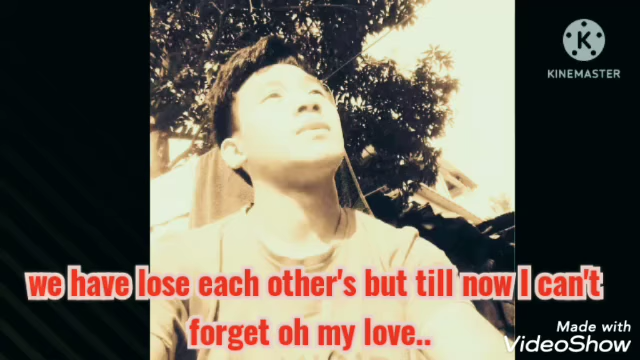 K
KINEMASTER
we have lose each other's but till now I can't
forget oh my love..
Made with
VideoShow